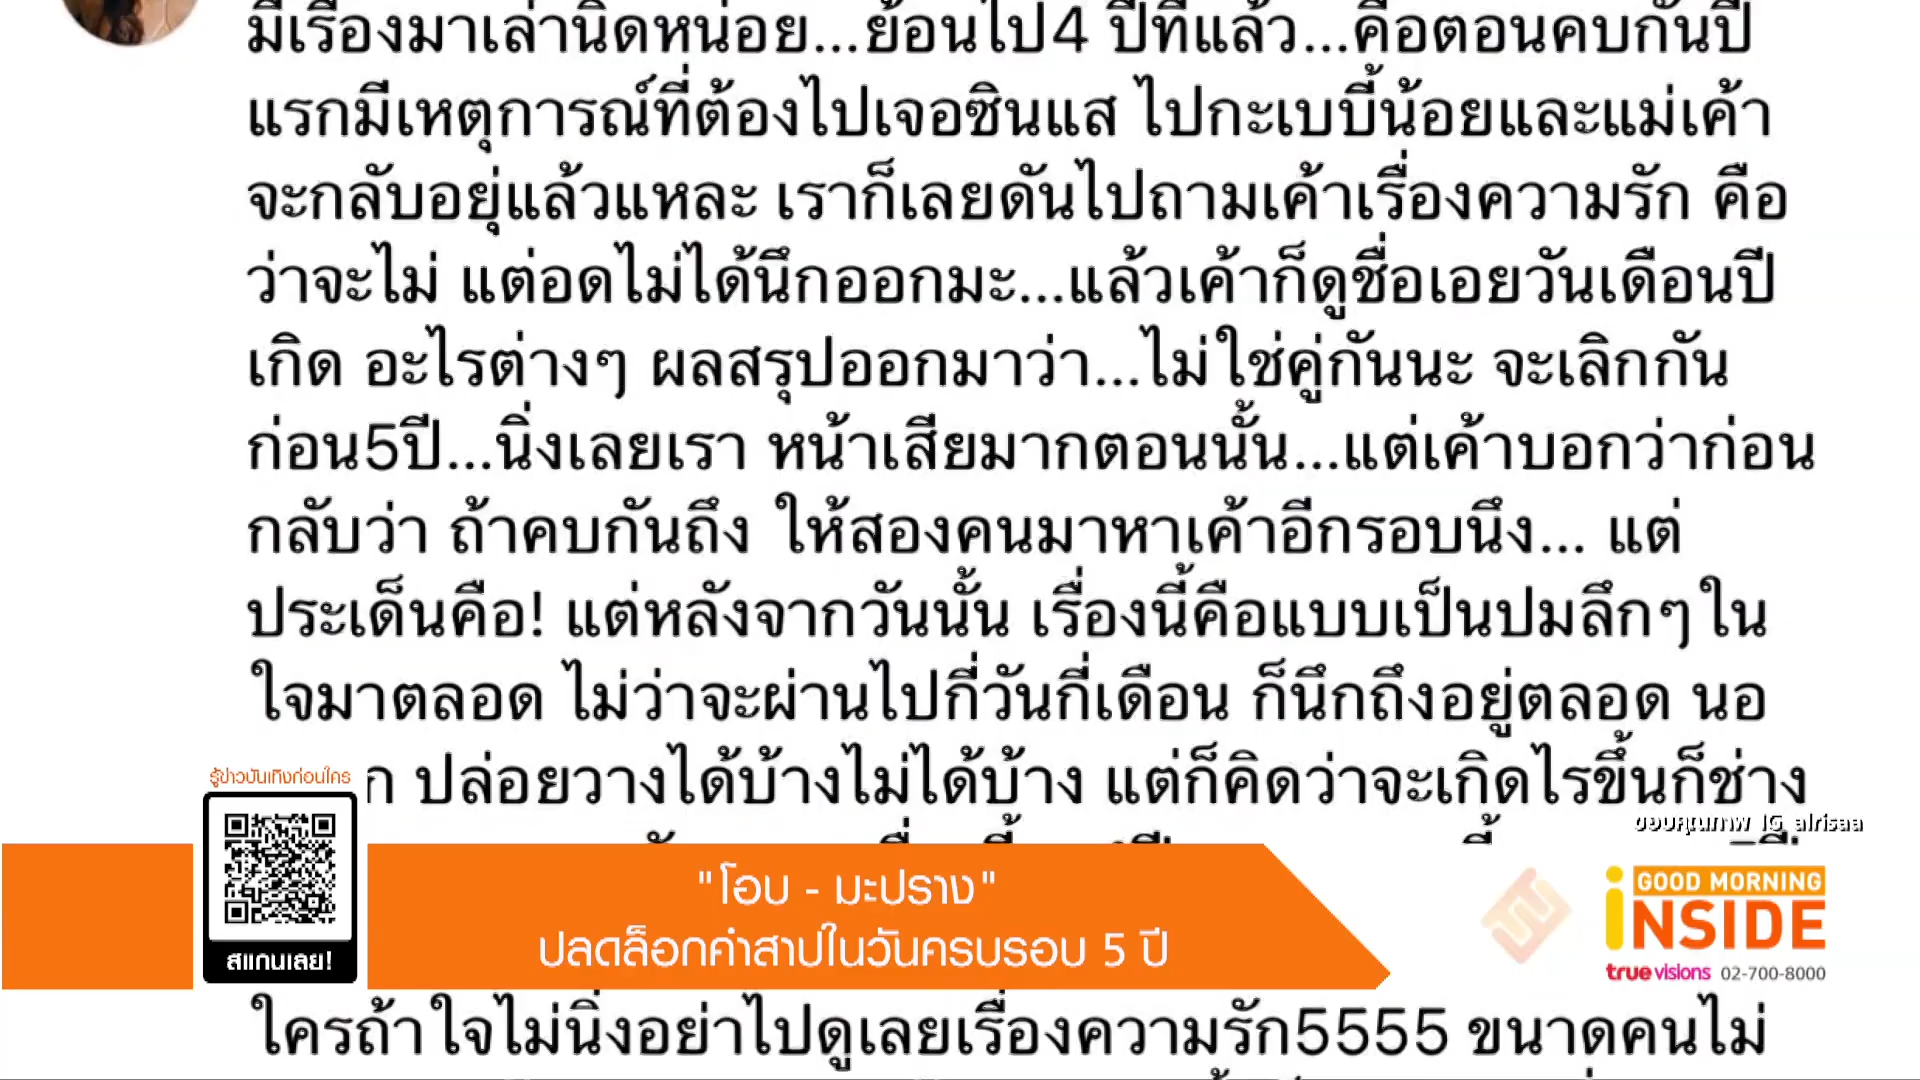 มีเรื่องมาเล่านิดหน่อย...ย้อนไป4 ปีที่แล้ว...คือตอนคบกันปี
แรกมีเหตุการณ์ที่ต้องไปเจอซินแส ไปกะเบบี้น้อยและแม่เค้า
จะกลับอยุ่แล้วแหละ เราก็เลยดันไปถามเค้าเรื่องความรัก คือ
ว่าจะไม่ แต่อดไม่ได้นึกออกมะ...แล้วเค้าก็ดูชื่อเอยวันเดือนปี
เกิด อะไรต่างๆ ผลสรุปออกมาว่า...ไม่ใช่คู่กันนะ จะเลิกกัน
ก่อน5ปี...นิ่งเลยเรา หน้าเสียมากตอนนั้น...แต่เค้าบอกว่าก่อน
กลับว่า ถ้าคบกันถึง ให้สองคนมาหาเค้าอีกรอบนึง... แต่
ประเด็นคือ! แต่หลังจากวันนั้น เรื่องนี้คือแบบเป็นปมลึกๆใน
ใจมาตลอด ไม่ว่าจะผ่านไปกี่วันกี่เดือน ก็นึกถึงอยู่ตลอด นอ
ก ปล่อยวางได้บ้างไม่ได้บ้าง แต่ก็คิดว่าจะเกิดไรขึ้นก็ช่าง
รู้ข่าวบันเทิงก่อนใคร
สแกนเลย!
ขอบคุณภาพ IG alrisaa
"โอบ - มะปราง"
ปลดล็อกคำสาปในวันครบรอบ 5 ปี
GOOD MORNING
iNSIDE
true visions 02-700-8000
ใครถ้าใจไม่นิ่งอย่าไปดูเลยเรื่องความรัก5555 ขนาดคนไม่